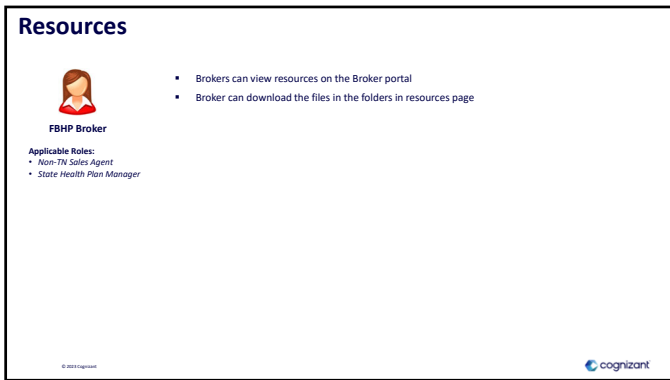 Resources
▪ Brokers can view resources on the Broker portal
▪ Broker can download the files in the folders in resources page
FBHP Broker
Applicable Roles:
• Non-TN Sales Agent
• State Health Plan Manager
© 2023 Cognizant
cognizant